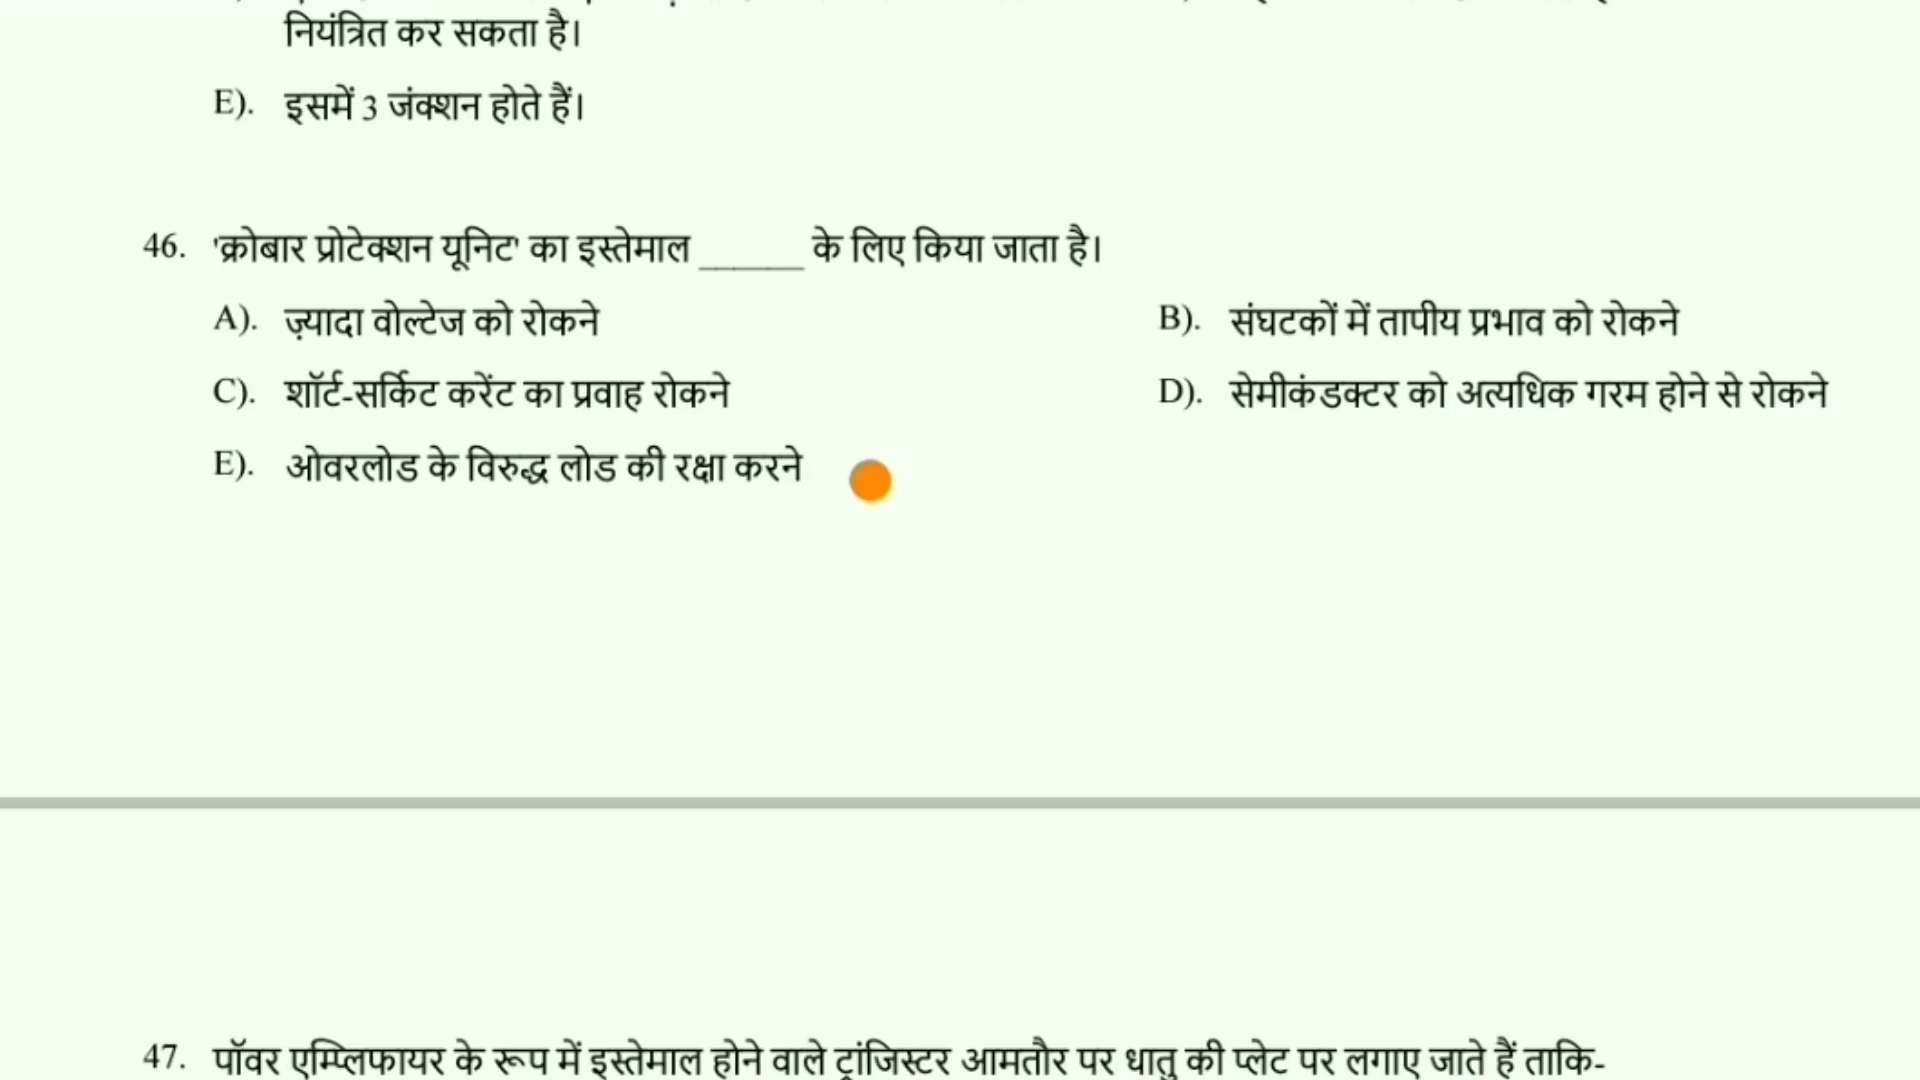 नियंत्रित कर सकता है।
E). इसमें 3 जंक्शन होते हैं।
46. 'क्रोबार प्रोटेक्शन यूनिट' का इस्तेमाल ______ के लिए किया जाता है।
A). ज़्यादा वोल्टेज को रोकने B). संघटकों में तापीय प्रभाव को रोकने
C). शॉर्ट-सर्किट करेंट का प्रवाह रोकने D). सेमीकंडक्टर को अत्यधिक गरम होने से रोकने
E). ओवरलोड के विरुद्ध लोड की रक्षा करने
47. पॉवर एम्प्लिफायर के रूप में इस्तेमाल होने वाले ट्रांजिस्टर आमतौर पर धातु की प्लेट पर लगाए जाते हैं ताकि-